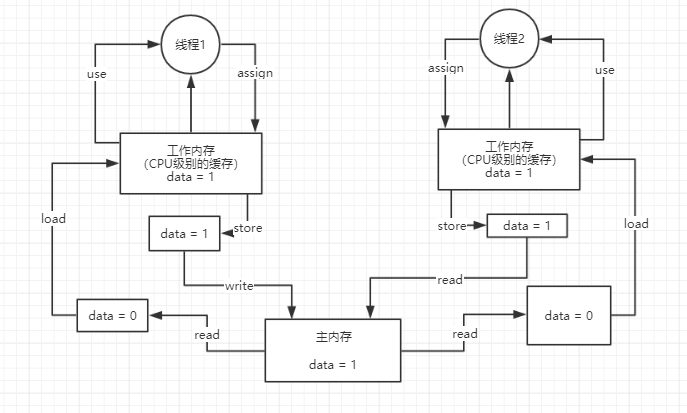 线程1
线程2
use
assign
assign
use
工作内存
(CPU级别的缓存)
data = 1
工作内存
(CPU级别的缓存)
data = 1
load
data = 1
store
store
data = 1
load
write
read
data = 0
read
主内存
data = 1
read
data = 0